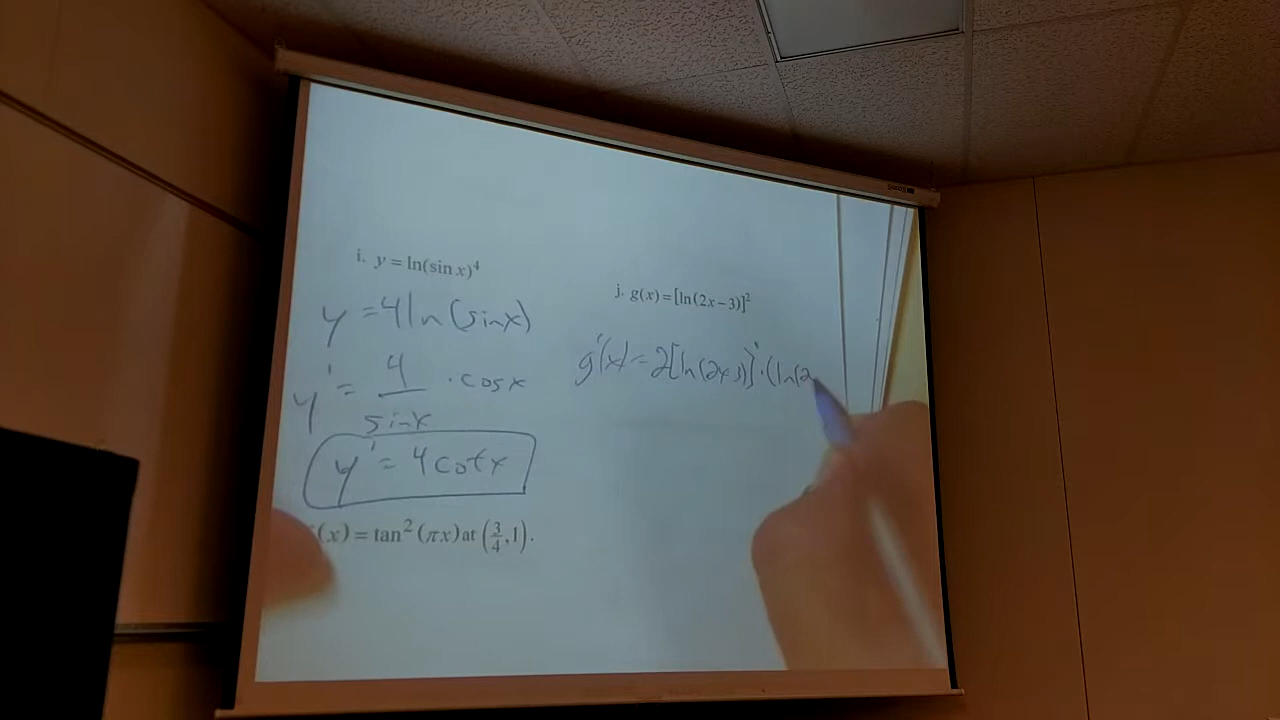 i. y = ln(sin x)⁴
y = 4 ln (sin x)
y' = 4/sin x · cos x
y' = 4 cot x
(x) = tan² (πx) at (3/4, 1).
j. g(x) = [ln(2x − 3)]²
g'(x) = 2[ln(2x-3)]' · (ln(2